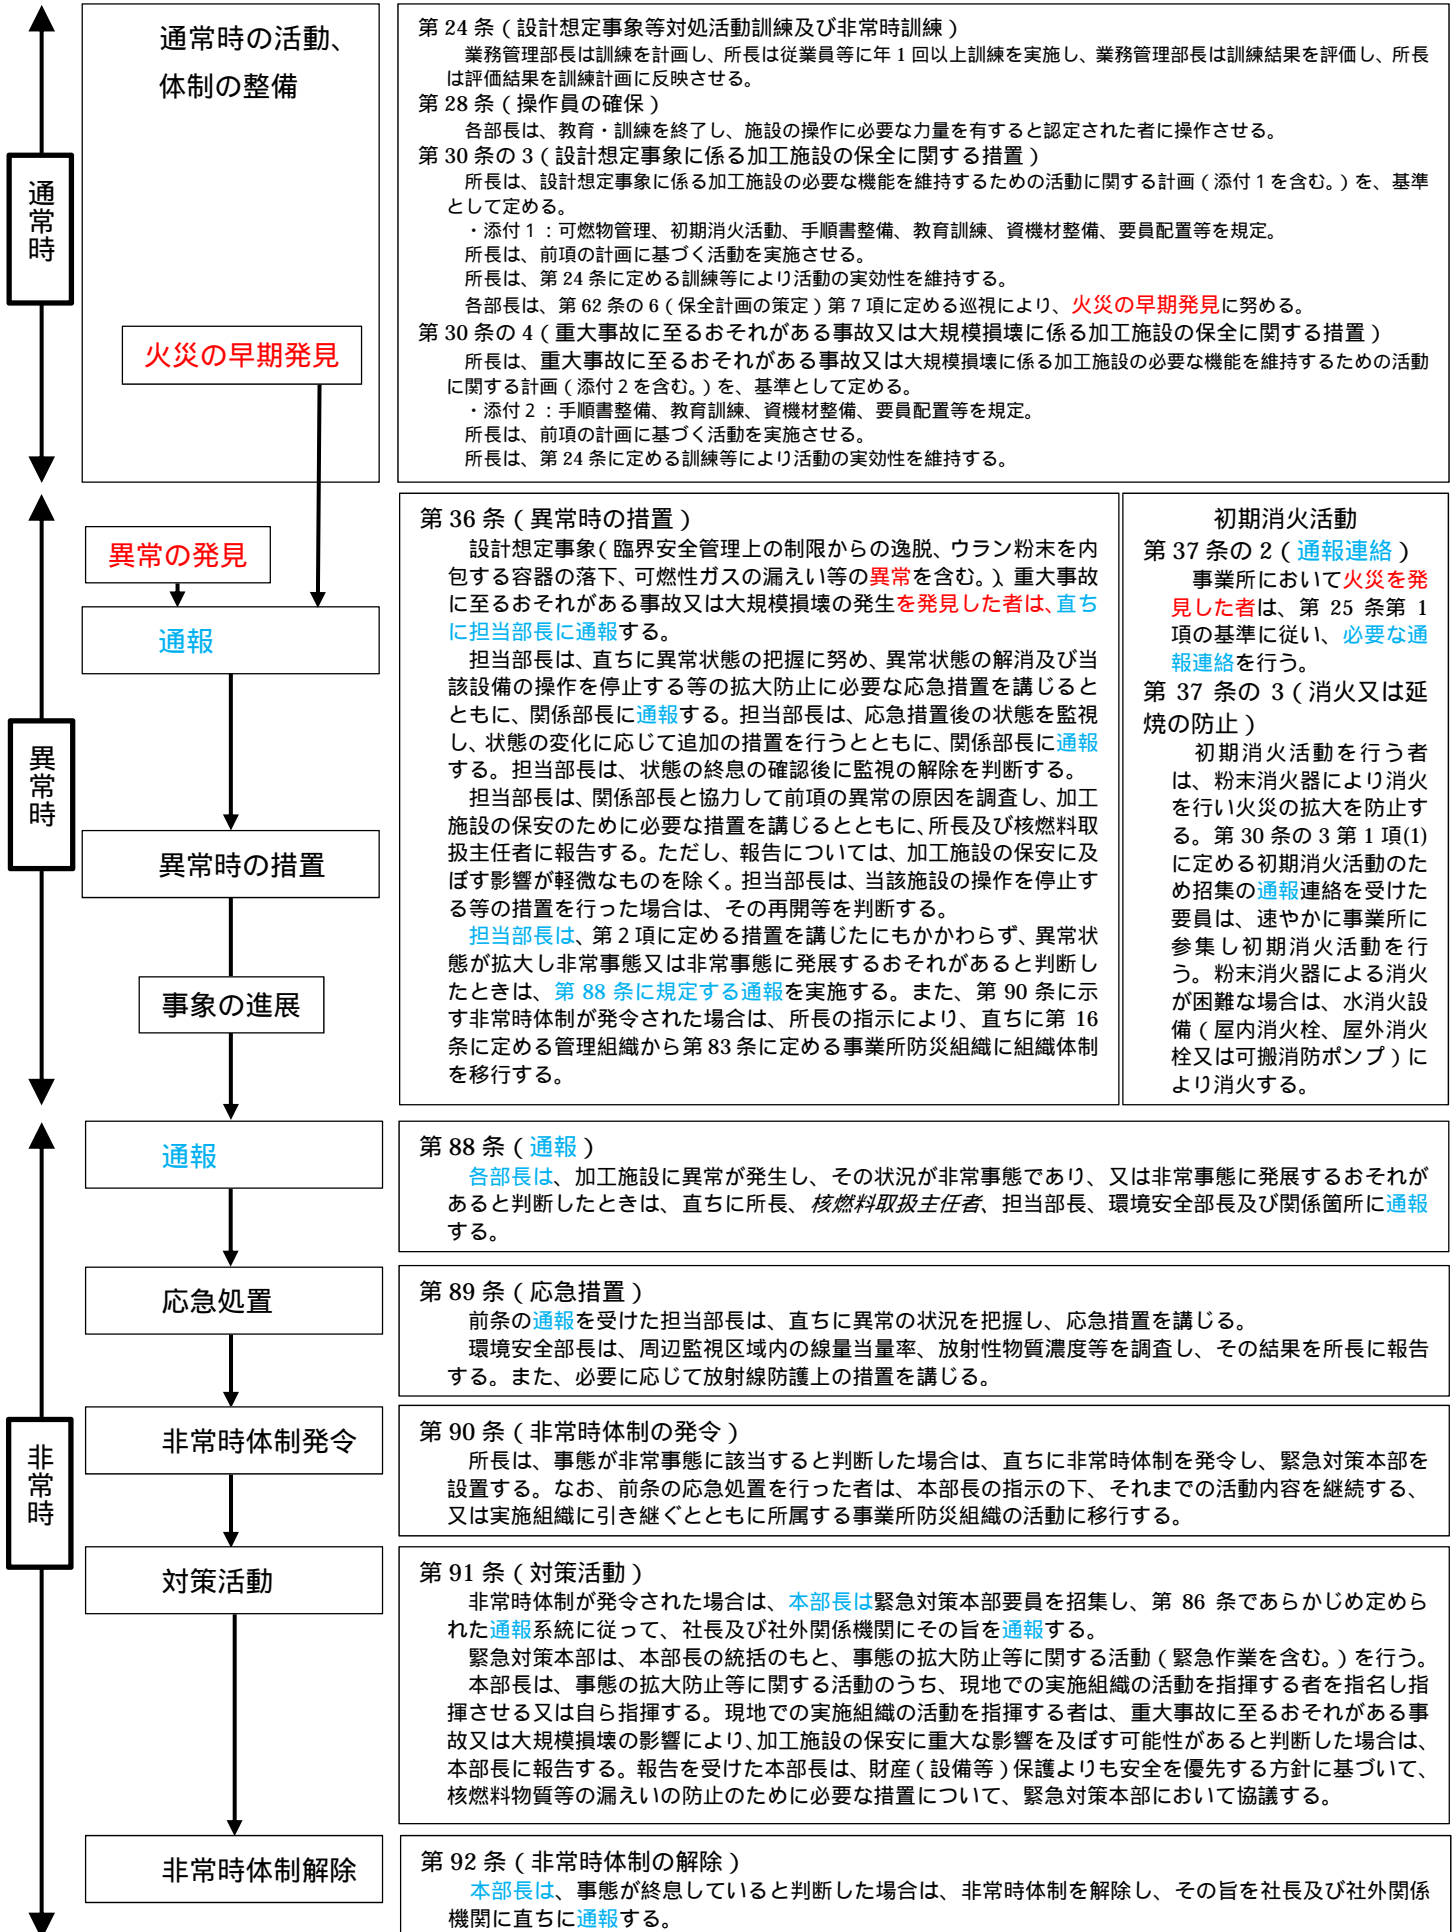 通常時
通常時の活動、
体制の整備
火災の早期発見
第 24 条（設計想定事象等対処活動訓練及び非常時訓練）
業務管理部長は訓練を計画し、所長は従業員等に年 1 回以上訓練を実施し、業務管理部長は訓練結果を評価し、所長
は評価結果を訓練計画に反映させる。
第 28 条（操作員の確保）
各部長は、教育・訓練を終了し、施設の操作に必要な力量を有すると認定された者に操作させる。
第 30 条の 3（設計想定事象に係る加工施設の保全に関する措置）
所長は、設計想定事象に係る加工施設の必要な機能を維持するための活動に関する計画（添付 1 を含む。）を、基準
として定める。
・添付 1：可燃物管理、初期消火活動、手順書整備、教育訓練、資機材整備、要員配置等を規定。
所長は、前項の計画に基づく活動を実施させる。
所長は、第 24 条に定める訓練等により活動の実効性を維持する。
各部長は、第 62 条の 6（保全計画の策定）第 7 項に定める巡視により、火災の早期発見に努める。
第 30 条の 4（重大事故に至るおそれがある事故又は大規模損壊に係る加工施設の保全に関する措置）
所長は、重大事故に至るおそれがある事故又は大規模損壊に係る加工施設の必要な機能を維持するための活動
に関する計画（添付 2 を含む。）を、基準として定める。
・添付 2：手順書整備、教育訓練、資機材整備、要員配置等を規定。
所長は、前項の計画に基づく活動を実施させる。
所長は、第 24 条に定める訓練等により活動の実効性を維持する。
異常時
異常の発見
通報
異常時の措置
事象の進展
第 36 条（異常時の措置）
設計想定事象（臨界安全管理上の制限からの逸脱、ウラン粉末を内
包する容器の落下、可燃性ガスの漏えい等の異常を含む。）、重大事故
に至るおそれがある事故又は大規模損壊の発生を発見した者は、直ち
に担当部長に通報する。
担当部長は、直ちに異常状態の把握に努め、異常状態の解消及び当
該設備の操作を停止する等の拡大防止に必要な応急措置を講じると
ともに、関係部長に通報する。担当部長は、応急措置後の状態を監視
し、状態の変化に応じて追加の措置を行うとともに、関係部長に通報
する。担当部長は、状態の終息の確認後に監視の解除を判断する。
担当部長は、関係部長と協力して前項の異常の原因を調査し、加工
施設の保安のために必要な措置を講じるとともに、所長及び核燃料取
扱主任者に報告する。ただし、報告については、加工施設の保安に及
ぼす影響が軽微なものを除く。担当部長は、当該施設の操作を停止す
る等の措置を行った場合は、その再開等を判断する。
担当部長は、第 2 項に定める措置を講じたにもかかわらず、異常状
態が拡大し非常事態又は非常事態に発展するおそれがあると判断し
たときは、第 88 条に規定する通報を実施する。また、第 90 条に示
す非常時体制が発令された場合は、所長の指示により、直ちに第 16
条に定める管理組織から第 83 条に定める事業所防災組織に組織体制
を移行する。
初期消火活動
第 37 条の 2（通報連絡）
事業所において火災を発
見した者は、第 25 条第 1
項の基準に従い、必要な通
報連絡を行う。
第 37 条の 3（消火又は延
焼の防止）
初期消火活動を行う者
は、粉末消火器により消火
を行い火災の拡大を防止す
る。第 30 条の 3 第 1 項(1)
に定める初期消火活動のた
め招集の通報連絡を受けた
要員は、速やかに事業所に
参集し初期消火活動を行
う。粉末消火器による消火
が困難な場合は、水消火設
備（屋内消火栓、屋外消火
栓又は可搬消防ポンプ）に
より消火する。
非常時
通報
第 88 条（通報）
各部長は、加工施設に異常が発生し、その状況が非常事態であり、又は非常事態に発展するおそれが
あると判断したときは、直ちに所長、核燃料取扱主任者、担当部長、環境安全部長及び関係箇所に通報
する。
応急処置
第 89 条（応急措置）
前条の通報を受けた担当部長は、直ちに異常の状況を把握し、応急措置を講じる。
環境安全部長は、周辺監視区域内の線量当量率、放射性物質濃度等を調査し、その結果を所長に報告
する。また、必要に応じて放射線防護上の措置を講じる。
非常時体制発令
第 90 条（非常時体制の発令）
所長は、事態が非常事態に該当すると判断した場合は、直ちに非常時体制を発令し、緊急対策本部を
設置する。なお、前条の応急処置を行った者は、本部長の指示の下、それまでの活動内容を継続する、
又は実施組織に引き継ぐとともに所属する事業所防災組織の活動に移行する。
対策活動
第 91 条（対策活動）
非常時体制が発令された場合は、本部長は緊急対策本部要員を招集し、第 86 条であらかじめ定めら
れた通報系統に従って、社長及び社外関係機関にその旨を通報する。
緊急対策本部は、本部長の統括のもと、事態の拡大防止等に関する活動（緊急作業を含む。）を行う。
本部長は、事態の拡大防止等に関する活動のうち、現地での実施組織の活動を指揮する者を指名し指
揮させる又は自ら指揮する。現地での実施組織の活動を指揮する者は、重大事故に至るおそれがある事
故又は大規模損壊の影響により、加工施設の保安に重大な影響を及ぼす可能性があると判断した場合は、
本部長に報告する。報告を受けた本部長は、財産（設備等）保護よりも安全を優先する方針に基づいて、
核燃料物質等の漏えいの防止のために必要な措置について、緊急対策本部において協議する。
非常時体制解除
第 92 条（非常時体制の解除）
本部長は、事態が終息していると判断した場合は、非常時体制を解除し、その旨を社長及び社外関係
機関に直ちに通報する。